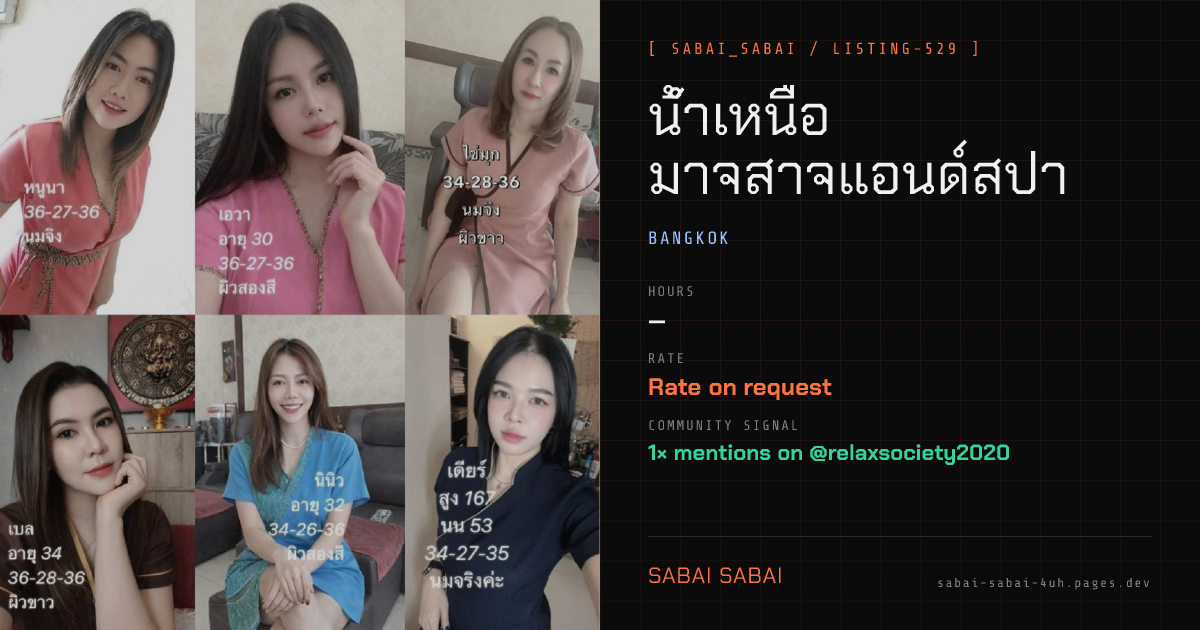 หนูนา
36-27-36
นมจิง
เอวา
อายุ 30
36-27-36
ผิวสองสี
ไข่มุก
34-28-36
นมจิง
ผิวขาว
เบล
อายุ 34
36-28-36
ผิวขาว
นินิว
อายุ 32
34-26-36
ผิวสองสี
เดียร์
สูง 167
นน 53
34-27-35
นมจริงค่ะ
[ SABAI_SABAI / LISTING-529 ]
น้ำเหนือ
มาจสาจแอนด์สปา
BANGKOK
HOURS
—
RATE
Rate on request
COMMUNITY SIGNAL
1× mentions on @relaxsociety2020
SABAI SABAI
sabai-sabai-4uh.pages.dev